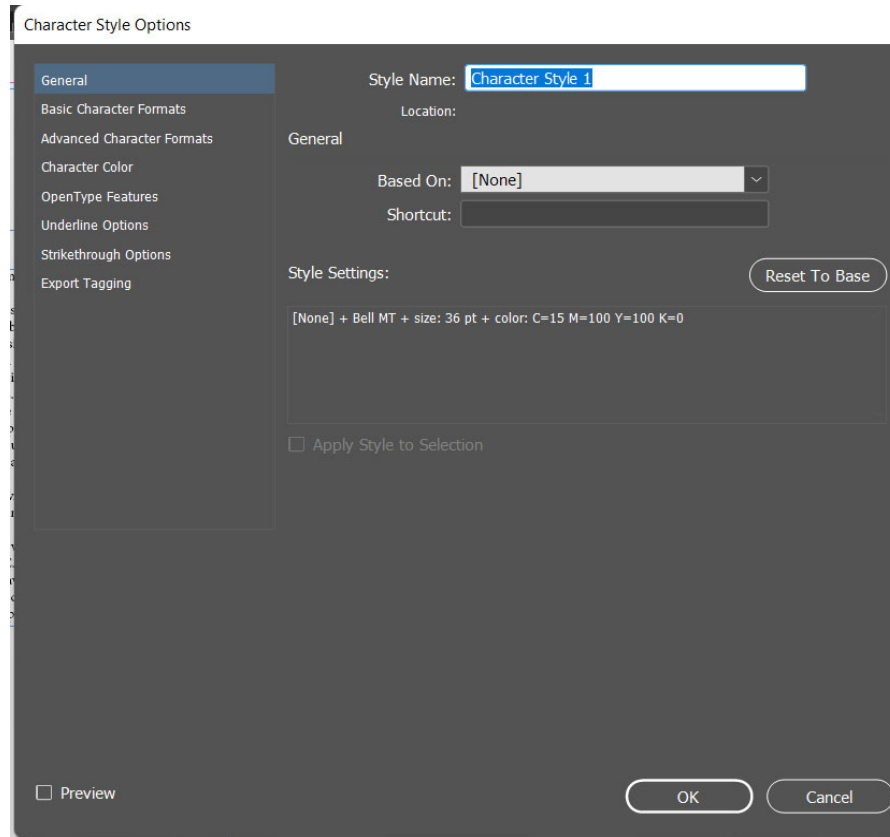 Character Style Options
General
Basic Character Formats
Advanced Character Formats
Character Color
OpenType Features
Underline Options
Strikethrough Options
Export Tagging
Style Name: Character Style 1
Location:
General
Based On: [None]
Shortcut:
Style Settings:
Reset To Base
[None] + Bell MT + size: 36 pt + color: C=15 M=100 Y=100 K=0
Apply Style to Selection
Preview
OK
Cancel